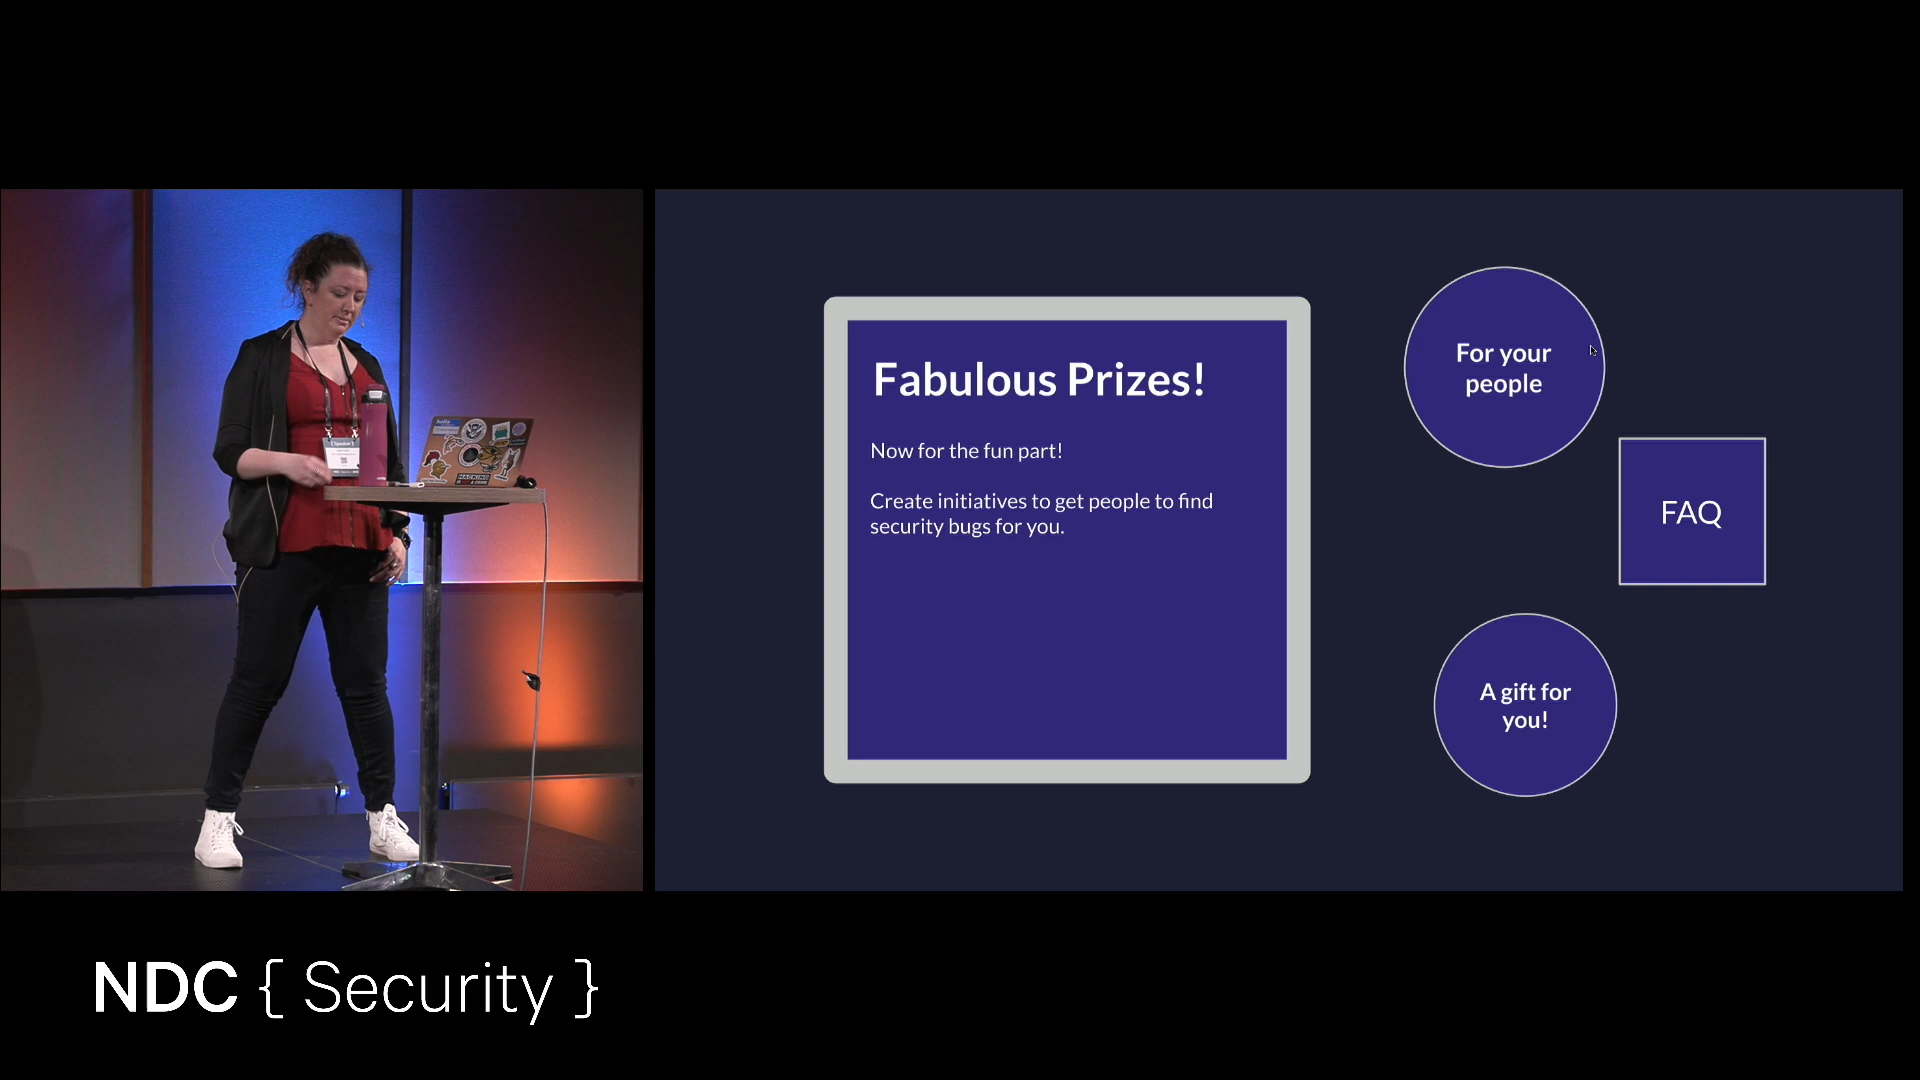 Fabulous Prizes!
Now for the fun part!
Create initiatives to get people to find
security bugs for you.
For your
people
FAQ
A gift for
you!
NDC { Security }
HACKING